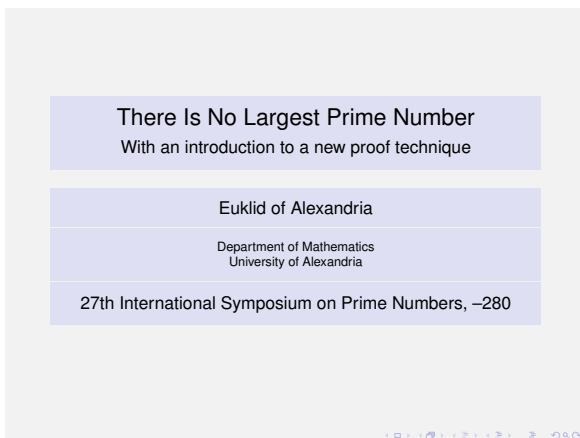 There Is No Largest Prime Number
With an introduction to a new proof technique
Euklid of Alexandria
Department of Mathematics
University of Alexandria
27th International Symposium on Prime Numbers, –280